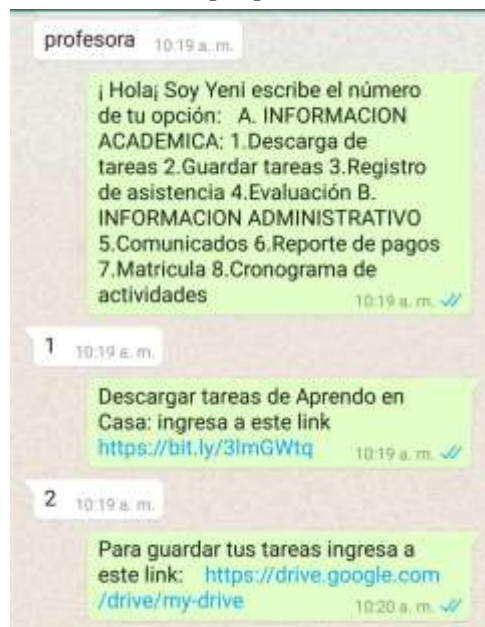 profesora 10:19 a. m.
¡ Hola¡ Soy Yeni escribe el número
de tu opción: A. INFORMACION
ACADEMICA: 1.Descarga de
tareas 2.Guardar tareas 3.Registro
de asistencia 4.Evaluación B.
INFORMACION ADMINISTRATIVO
5.Comunicados 6.Reporte de pagos
7.Matricula 8.Cronograma de
actividades 10:19 a. m.
1 10:19 a. m.
Descargar tareas de Aprendo en
Casa: ingresa a este link
https://bit.ly/3lmGWtq 10:19 a. m.
2 10:19 a. m.
Para guardar tus tareas ingresa a
este link: https://drive.google.com
/drive/my-drive 10:20 a. m.